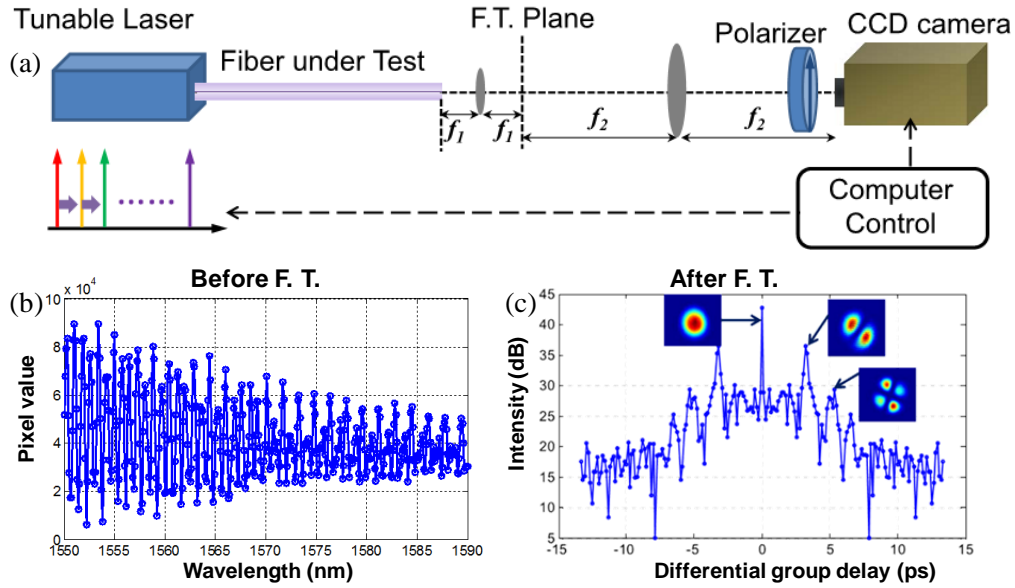 Tunable Laser
F.T. Plane
CCD camera
Polarizer
(a)
Fiber under Test
f1
f1
f2
f2
Computer
Control
Before F. T.
(b)
x 10^4
10
8
6
4
2
0
1550 1555 1560 1565 1570 1575 1580 1585 1590
Pixel value
Wavelength (nm)
After F. T.
(c)
45
40
35
30
25
20
15
10
5
-15 -10 -5 0 5 10 15
Intensity (dB)
Differential group delay (ps)